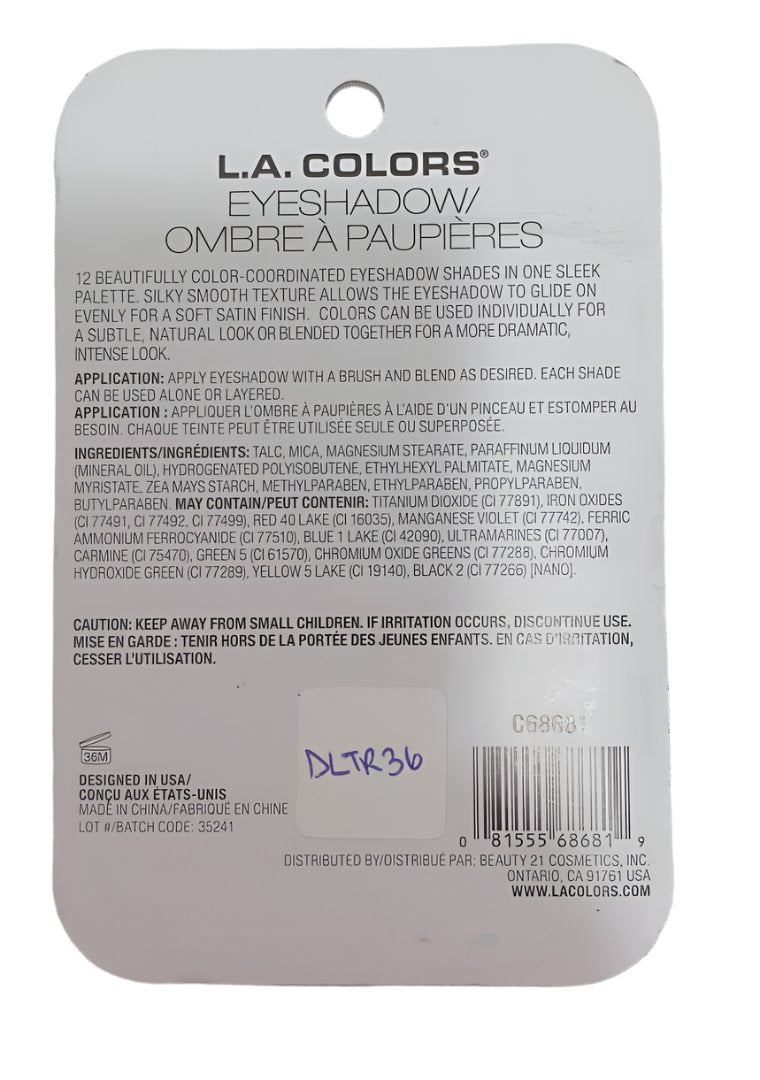 L.A. COLORS®
EYESHADOW/
OMBRE À PAUPIÈRES
12 BEAUTIFULLY COLOR-COORDINATED EYESHADOW SHADES IN ONE SLEEK
PALETTE. SILKY SMOOTH TEXTURE ALLOWS THE EYESHADOW TO GLIDE ON
EVENLY FOR A SOFT SATIN FINISH. COLORS CAN BE USED INDIVIDUALLY FOR
A SUBTLE, NATURAL LOOK OR BLENDED TOGETHER FOR A MORE DRAMATIC,
INTENSE LOOK.
APPLICATION: APPLY EYESHADOW WITH A BRUSH AND BLEND AS DESIRED. EACH SHADE
CAN BE USED ALONE OR LAYERED.
APPLICATION : APPLIQUER L'OMBRE À PAUPIÈRES À L'AIDE D'UN PINCEAU ET ESTOMPER AU
BESOIN. CHAQUE TEINTE PEUT ÊTRE UTILISÉE SEULE OU SUPERPOSÉE.
INGREDIENTS/INGRÉDIENTS: TALC, MICA, MAGNESIUM STEARATE, PARAFFINUM LIQUIDUM
(MINERAL OIL), HYDROGENATED POLYISOBUTENE, ETHYLHEXYL PALMITATE, MAGNESIUM
MYRISTATE, ZEA MAYS STARCH, METHYLPARABEN, ETHYLPARABEN, PROPYLPARABEN,
BUTYLPARABEN. MAY CONTAIN/PEUT CONTENIR: TITANIUM DIOXIDE (CI 77891), IRON OXIDES
(CI 77491, CI 77492, CI 77499), RED 40 LAKE (CI 16035), MANGANESE VIOLET (CI 77742), FERRIC
AMMONIUM FERROCYANIDE (CI 77510), BLUE 1 LAKE (CI 42090), ULTRAMARINES (CI 77007),
CARMINE (CI 75470), GREEN 5 (CI 61570), CHROMIUM OXIDE GREENS (CI 77288), CHROMIUM
HYDROXIDE GREEN (CI 77289), YELLOW 5 LAKE (CI 19140), BLACK 2 (CI 77266) [NANO].
CAUTION: KEEP AWAY FROM SMALL CHILDREN. IF IRRITATION OCCURS, DISCONTINUE USE.
MISE EN GARDE : TENIR HORS DE LA PORTÉE DES JEUNES ENFANTS. EN CAS D'IRRITATION,
CESSER L'UTILISATION.
36M
DESIGNED IN USA/
CONÇU AUX ÉTATS-UNIS
MADE IN CHINA/FABRIQUÉ EN CHINE
LOT #/BATCH CODE: 35241
DLTR36
C68681
0 81555 68681 9
DISTRIBUTED BY/DISTRIBUÉ PAR: BEAUTY 21 COSMETICS, INC.
ONTARIO, CA 91761 USA
WWW.LACOLORS.COM